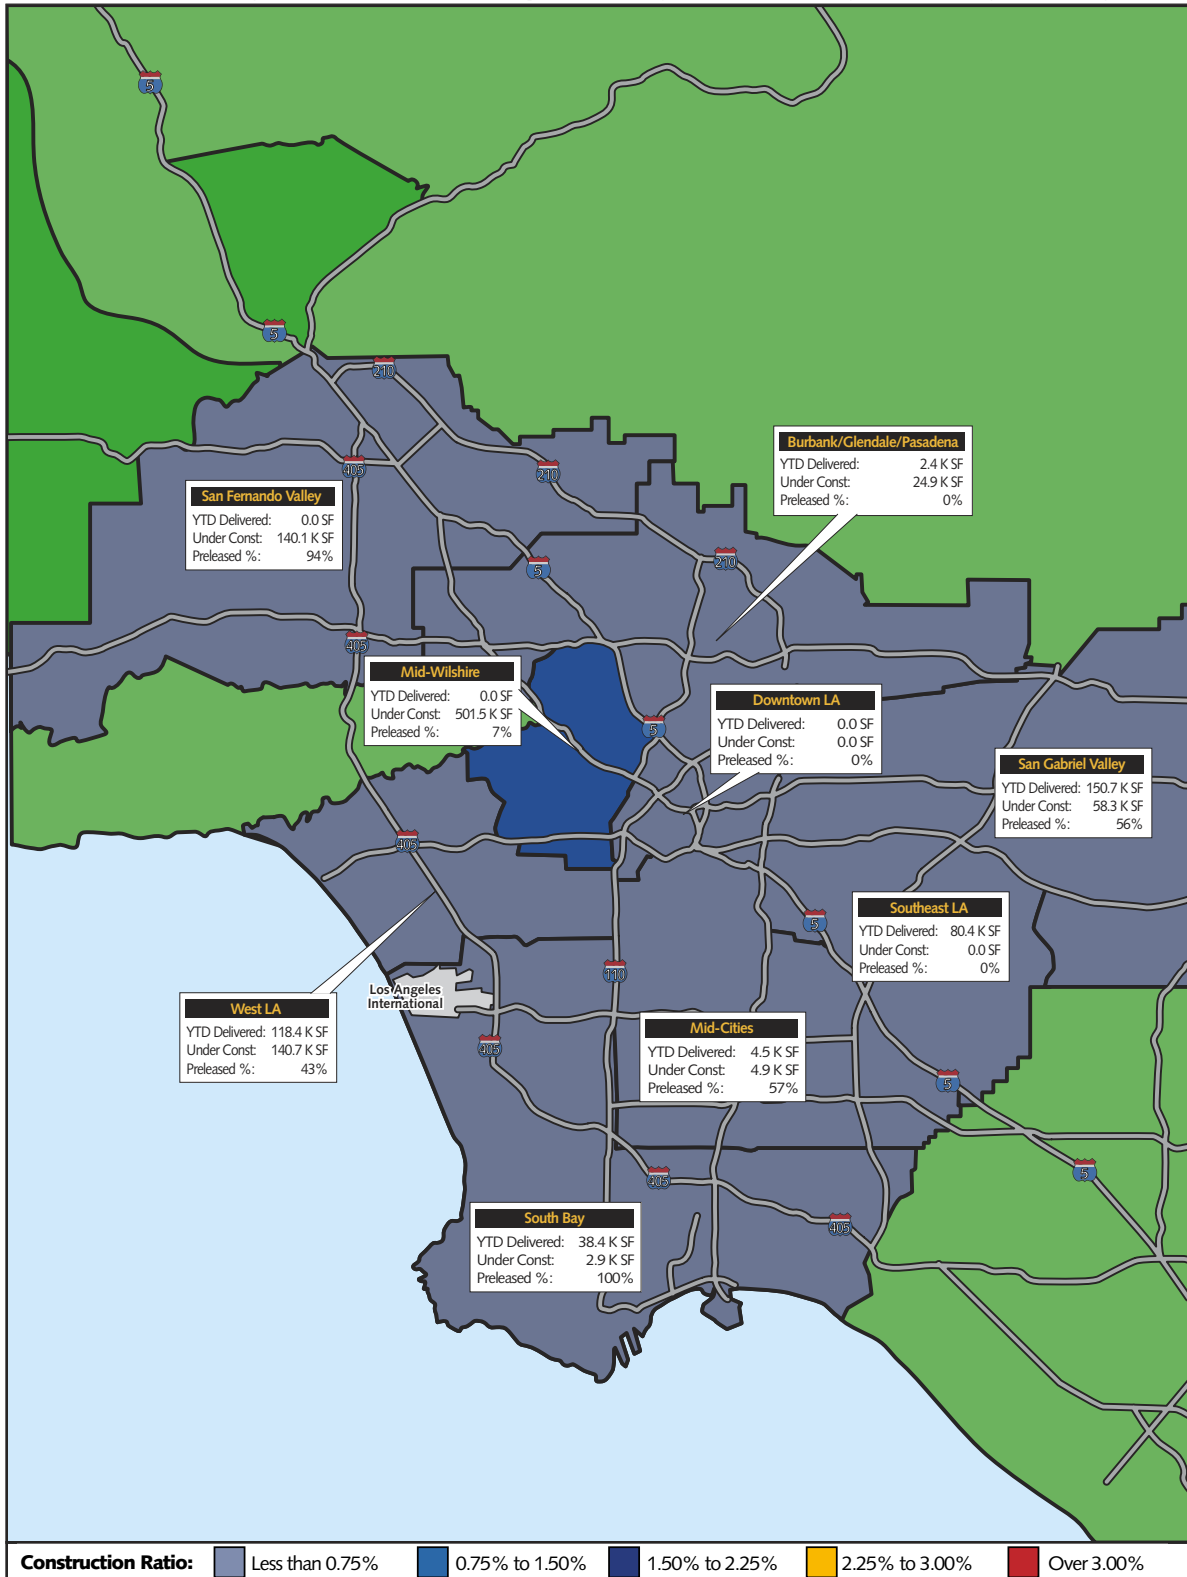 5
5
210
405
210
Burbank/Glendale/Pasadena
YTD Delivered: 2.4 K SF
Under Const: 24.9 K SF
Preleased %: 0%
San Fernando Valley
YTD Delivered: 0.0 SF
Under Const: 140.1 K SF
Preleased %: 94%
5
210
405
Mid-Wilshire
YTD Delivered: 0.0 SF
Under Const: 501.5 K SF
Preleased %: 7%
Downtown LA
YTD Delivered: 0.0 SF
Under Const: 0.0 SF
Preleased %: 0%
5
San Gabriel Valley
YTD Delivered: 150.7 K SF
Under Const: 58.3 K SF
Preleased %: 56%
405
Southeast LA
YTD Delivered: 80.4 K SF
Under Const: 0.0 SF
Preleased %: 0%
5
110
Los Angeles
International
West LA
YTD Delivered: 118.4 K SF
Under Const: 140.7 K SF
Preleased %: 43%
405
Mid-Cities
YTD Delivered: 4.5 K SF
Under Const: 4.9 K SF
Preleased %: 57%
5
405
5
South Bay
YTD Delivered: 38.4 K SF
Under Const: 2.9 K SF
Preleased %: 100%
405
Construction Ratio: Less than 0.75% 0.75% to 1.50% 1.50% to 2.25% 2.25% to 3.00% Over 3.00%